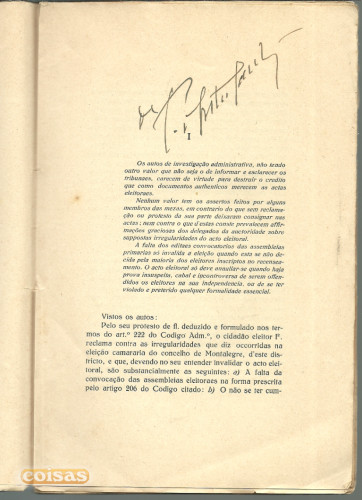 I
Os autos de investigação administrativa, não tendo
outro valor que não seja o de informar e esclarecer os
tribunaes, carecem de virtude para destruir o credito
que como documentos authenticos merecem as actas
eleitoraes.
Nenhum valor tem os assertos feitos por alguns
membros das mezas, em contrario do que sem reclama-
ção ou protesto da sua parte deixaram consignar nas
actas; nem contra o que d'estas conste prevalecem affir-
mações graciosas dos delegados da auctoridade sobre
suppostas irregularidades do acto eleitoral.
A falta dos editaes convocatorios das assembleias
primarias só invalida a eleição quando esta se não de-
cida pela maioria dos eleitores inscriptos no recensea-
mento. O acto eleitoral só deve annullar-se quando haja
prova insuspeita, cabal e incontroversa de serem offen-
didos os eleitores na sua independencia, ou de se ter
violado e preterido qualquer formalidade essencial.
Vistos os autos:
Pelo seu protesto de fl. deduzido e formulado nos ter-
mos do art.º 222 do Codigo Adm.º, o cidadão eleitor F.
reclama contra as irregularidades que diz occorridas na
eleição camararia do concelho de Montalegre, d'este dis-
tricto, e que, devendo no seu entender invalidar o acto elei-
toral, são substancialmente as seguintes: a) A falta da
convocação das assembleias eleitoraes na forma prescrita
pelo artigo 206 do Codigo citado: b) O não se ter cum-
coisas